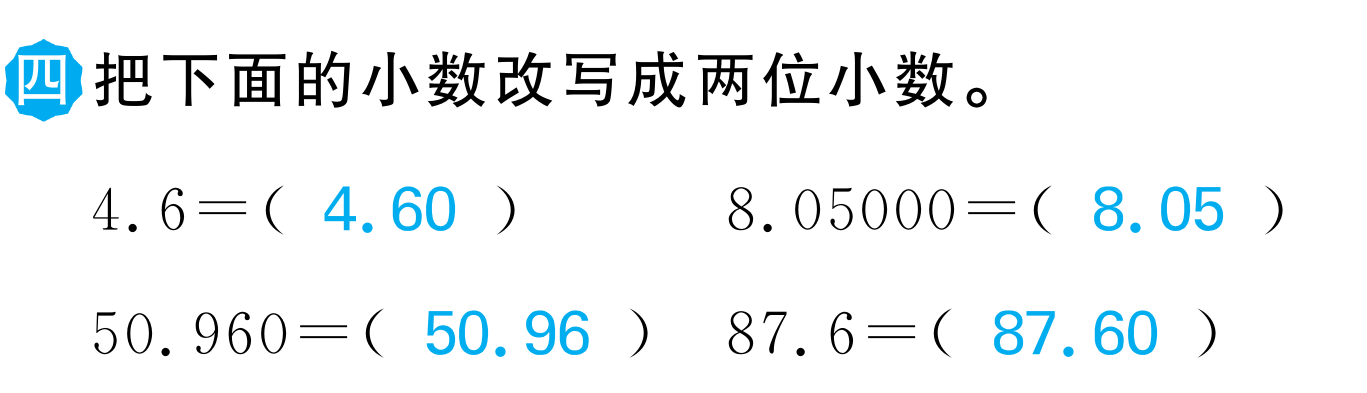 四 把下面的小数改写成两位小数。
4.6=( 4.60 ) 8.05000=( 8.05 )
50.960=( 50.96 ) 87.6=( 87.60 )